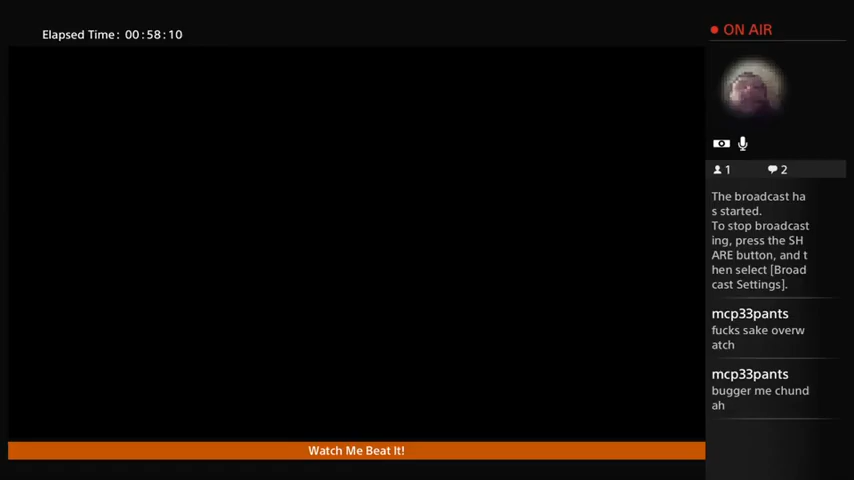 Elapsed Time: 00:58:10
ON AIR
1 2
The broadcast ha
s started.
To stop broadcast
ing, press the SH
ARE button, and t
hen select [Broad
cast Settings].
mcp33pants
fucks sake overw
atch
mcp33pants
bugger me chund
ah
Watch Me Beat It!